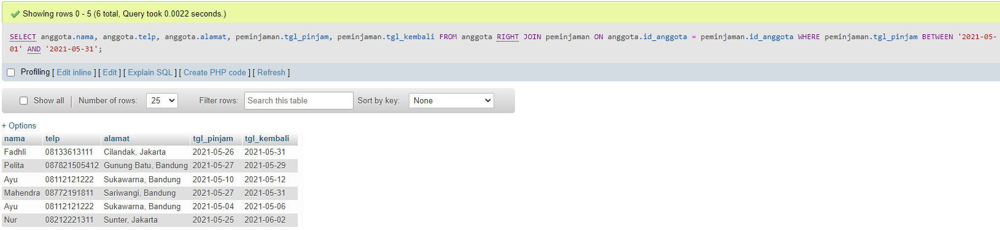 Showing rows 0 - 5 (6 total, Query took 0.0022 seconds.)
SELECT anggota.nama, anggota.telp, anggota.alamat, peminjaman.tgl_pinjam, peminjaman.tgl_kembali FROM anggota RIGHT JOIN peminjaman ON anggota.id_anggota = peminjaman.id_anggota WHERE peminjaman.tgl_pinjam BETWEEN '2021-05-
01' AND '2021-05-31';
Profiling [ Edit inline ] [ Edit ] [ Explain SQL ] [ Create PHP code ] [ Refresh ]
Show all | Number of rows: 25 Filter rows: Search this table Sort by key: None
+ Options
nama telp alamat tgl_pinjam tgl_kembali
Fadhli 08133613111 Cilandak, Jakarta 2021-05-26 2021-05-31
Pelita 087821505412 Gunung Batu, Bandung 2021-05-27 2021-05-29
Ayu 08112121222 Sukawarna, Bandung 2021-05-10 2021-05-12
Mahendra 08772191811 Sariwangi, Bandung 2021-05-27 2021-05-31
Ayu 08112121222 Sukawarna, Bandung 2021-05-04 2021-05-06
Nur 08212221311 Sunter, Jakarta 2021-05-25 2021-06-02